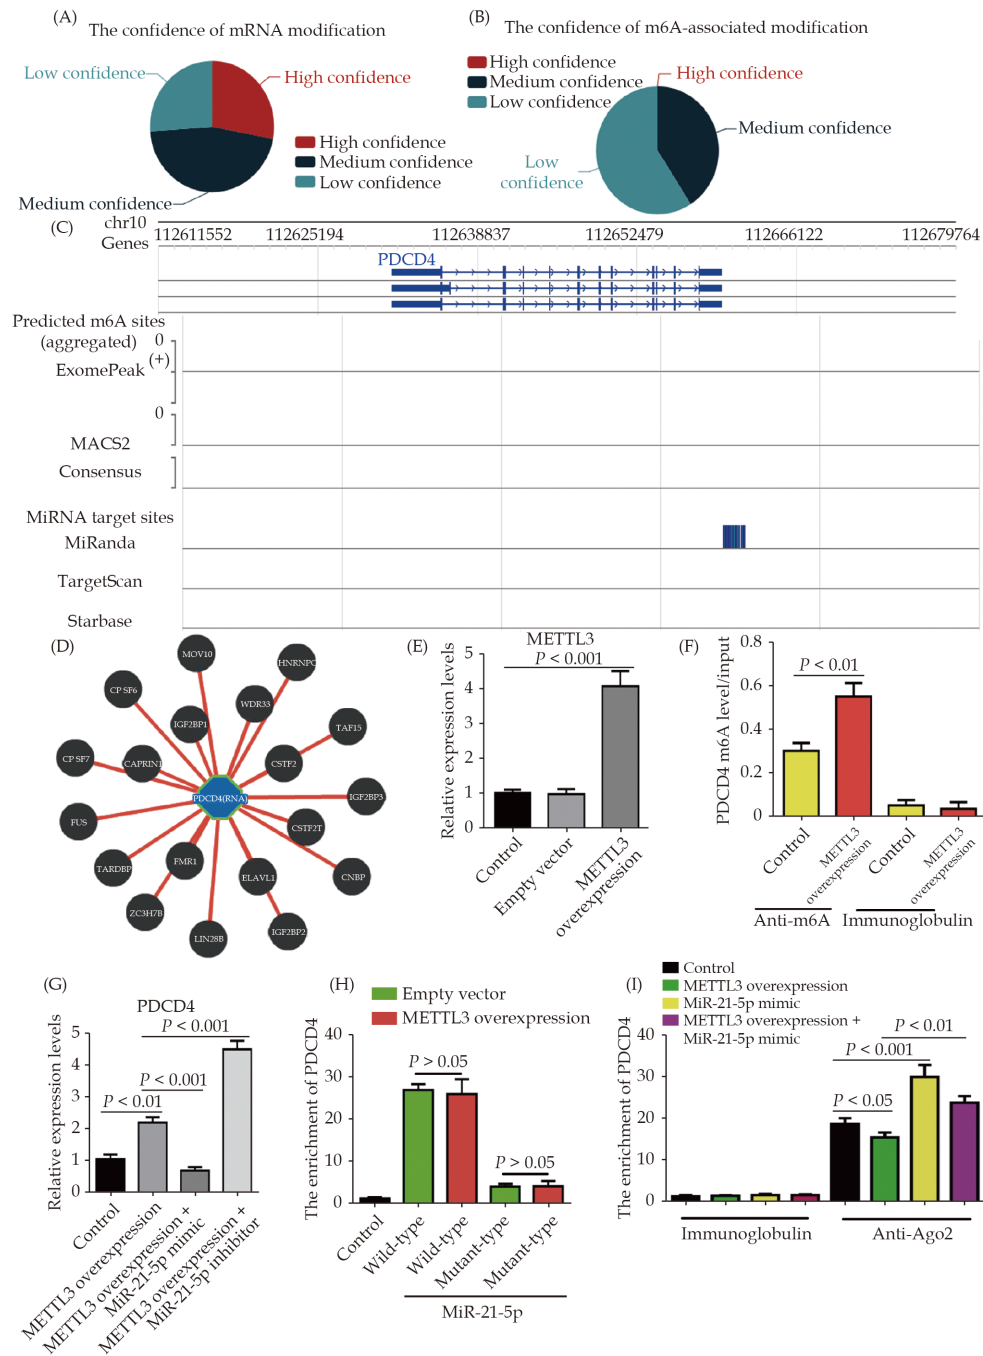 (A)
The confidence of mRNA modification
Low confidence
High confidence
Medium confidence
High confidence
Medium confidence
Low confidence
(B)
The confidence of m6A-associated modification
High confidence
Medium confidence
Low confidence
High confidence
Medium confidence
Low
confidence
(C)
chr10
Genes
112611552 112625194 112638837 112652479 112666122 112679764
PDCD4
Predicted m6A sites
(aggregated)
0
(+)
ExomePeak
0
MACS2
Consensus
MiRNA target sites
MiRanda
TargetScan
Starbase
(D)
MOV10
HNRNPC
CPSF6
WDR33
IGF2BP1
TAF15
CPSF7
CAPRIN1
CSTF2
PDCD4(RNA)
IGF2BP3
FUS
CSTF2T
TARDBP
FMR1
ELAVL1
CNBP
ZC3H7B
LIN28B
IGF2BP2
(E)
METTL3
P < 0.001
Relative expression levels
5
4
3
2
1
0
Control
Empty vector
METTL3
overexpression
(F)
PDCD4 m6A level/input
0.8
0.6
0.4
0.2
0
P < 0.01
Control
METTL3
overexpression
Control
METTL3
overexpression
Anti-m6A
Immunoglubulin
(G)
PDCD4
P < 0.001
P < 0.001
P < 0.01
Relative expression levels
5
4
3
2
1
0
Control
METTL3 overexpression
METTL3 overexpression +
MiR-21-5p mimic
METTL3 overexpression +
MiR-21-5p inhibitor
(H)
Empty vector
METTL3 overexpression
The enrichment of PDCD4
40
30
20
10
0
P > 0.05
P > 0.05
Control
Wild-type
Wild-type
Mutant-type
Mutant-type
MiR-21-5p
(I)
Control
METTL3 overexpression
MiR-21-5p mimic
METTL3 overexpression +
MiR-21-5p mimic
The enrichment of PDCD4
40
30
20
10
0
P < 0.01
P < 0.001
P < 0.05
Immunoglobulin
Anti-Ago2